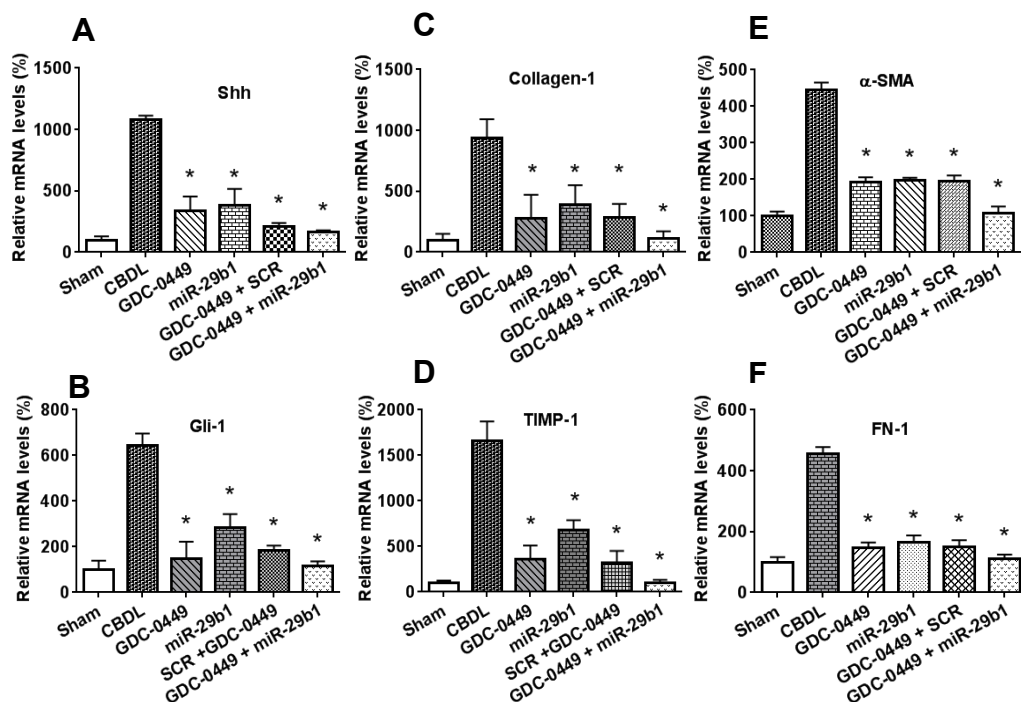 A
Relative mRNA levels (%)
Shh
1500
1000
500
0
*
*
*
*
Sham
CBDL
GDC-0449
miR-29b1
GDC-0449 + SCR
GDC-0449 + miR-29b1
C
Relative mRNA levels (%)
Collagen-1
1500
1000
500
0
*
*
*
*
Sham
CBDL
GDC-0449
miR-29b1
GDC-0449 + SCR
GDC-0449 + miR-29b1
E
Relative mRNA levels (%)
α-SMA
500
400
300
200
100
0
*
*
*
*
Sham
CBDL
GDC-0449
miR-29b1
GDC-0449 + SCR
GDC-0449 + miR-29b1
B
Relative mRNA levels (%)
Gli-1
800
600
400
200
0
*
*
*
*
Sham
CBDL
GDC-0449
miR-29b1
SCR +GDC-0449
GDC-0449 + miR-29b1
D
Relative mRNA levels (%)
TIMP-1
2000
1500
1000
500
0
*
*
*
*
Sham
CBDL
GDC-0449
miR-29b1
SCR +GDC-0449
GDC-0449 + miR-29b1
F
Relative mRNA levels (%)
FN-1
600
400
200
0
*
*
*
*
Sham
CBDL
GDC-0449
miR-29b1
GDC-0449 + SCR
GDC-0449 + miR-29b1